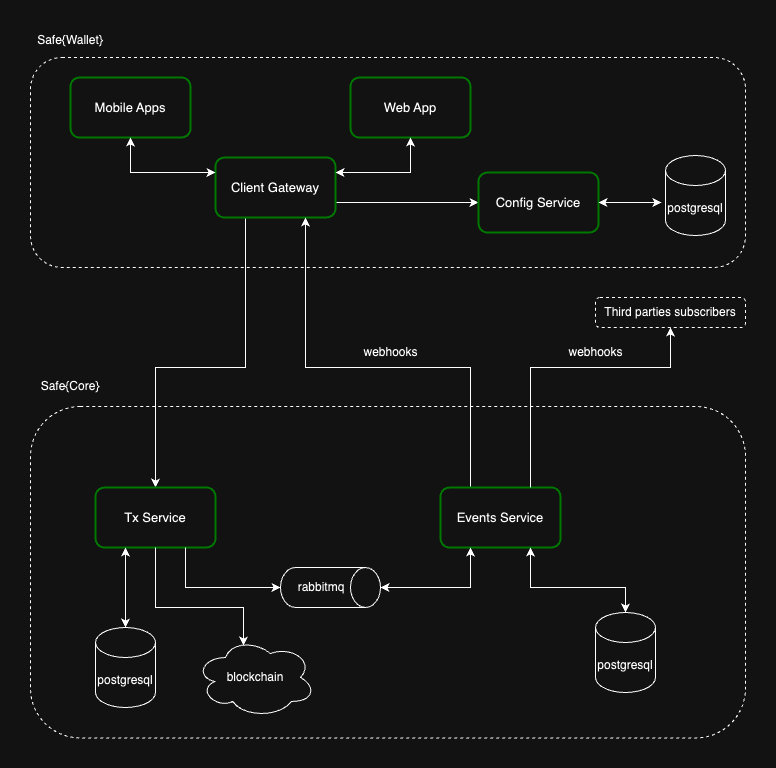 Safe{Wallet}
Mobile Apps
Web App
Client Gateway
Config Service
postgresql
Third parties subscribers
webhooks
webhooks
Safe{Core}
Tx Service
Events Service
rabbitmq
postgresql
blockchain
postgresql